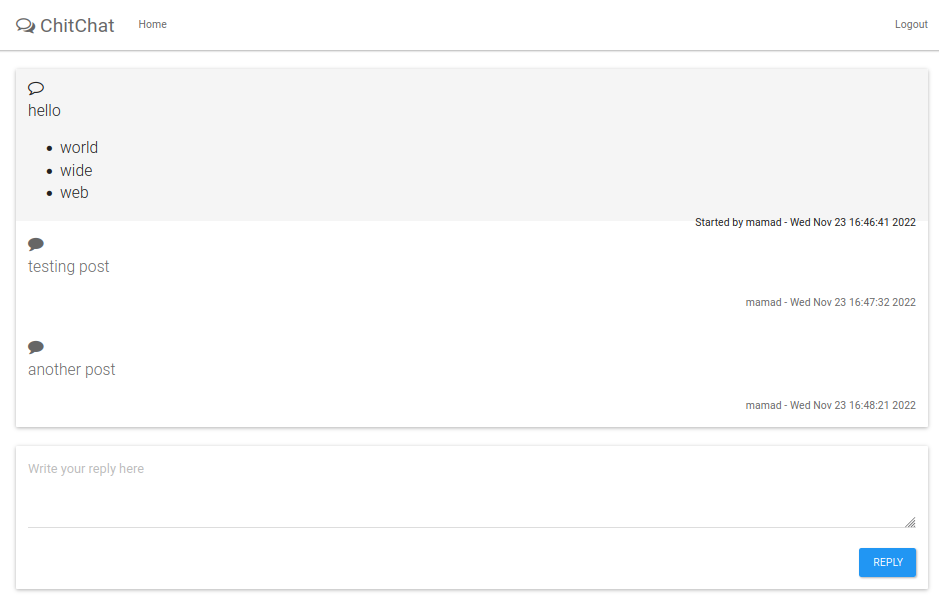 ChitChat Home Logout
hello
world
wide
web
Started by mamad - Wed Nov 23 16:46:41 2022
testing post
mamad - Wed Nov 23 16:47:32 2022
another post
mamad - Wed Nov 23 16:48:21 2022
Write your reply here
REPLY